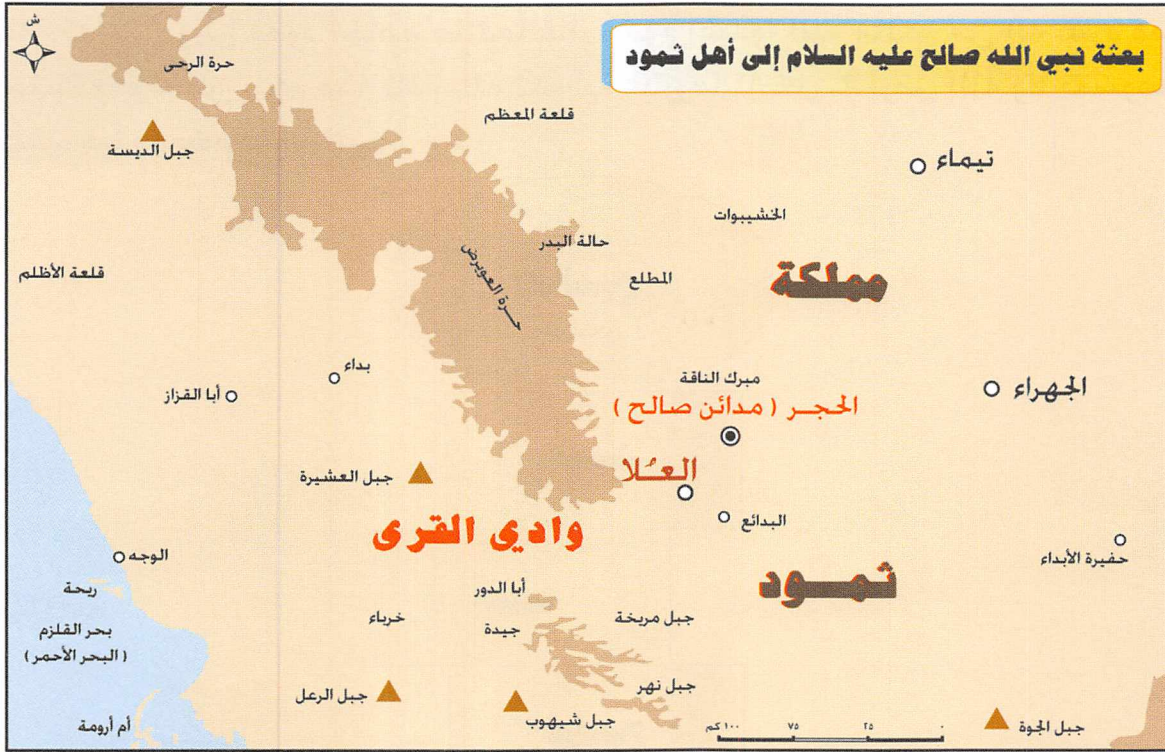 بعثة نبي الله صالح عليه السلام إلى أهل ثمود
ش
حرة الرحى
قلعة المعظم
جبل الديسة
تيماء
الخشيبوات
حالة البدر
قلعة الأظلم
المطلع
مملكة
حرة العويرض
بداء
مبرك الناقة
الجهراء
أبا القزاز
الحجر ( مدائن صالح )
العُلا
جبل العشيرة
البدائع
وادي القرى
حفيرة الأبداء
الوجه
ثمود
ريحة
أبا الدور
خرباء
جيدة
جبل مريخة
بحر القلزم
( البحر الأحمر )
جبل نهر
جبل الرعل
جبل شيهوب
أم أرومة
جبل الجوة
٠ ٢٥ ٧٥ ١٠٠ كم